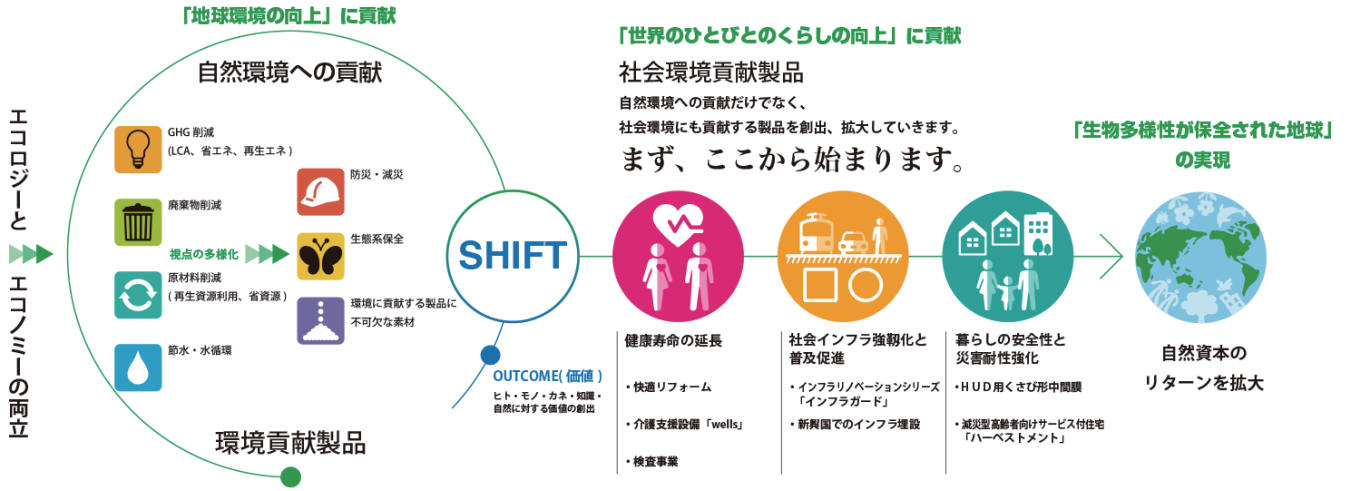 「地球環境の向上」に貢献
自然環境への貢献
エコロジーと
エコノミーの両立
GHG 削減
(LCA、省エネ、再生エネ )
廃棄物削減
原材料削減
( 再生資源利用、省資源 )
節水・水循環
視点の多様化
防災・減災
生態系保全
環境に貢献する製品に
不可欠な素材
環境貢献製品
SHIFT
OUTCOME( 価値 )
ヒト・モノ・カネ・知識・
自然に対する価値の創出
「世界のひとびとのくらしの向上」に貢献
社会環境貢献製品
自然環境への貢献だけでなく、
社会環境にも貢献する製品を創出、拡大していきます。
まず、ここから始まります。
健康寿命の延長
・快適リフォーム
・介護支援設備「wells」
・検査事業
社会インフラ強靱化と
普及促進
・インフラリノベーションシリーズ
「インフラガード」
・新興国でのインフラ埋設
暮らしの安全性と
災害耐性強化
・HUD用くさび形中間膜
・減災型高齢者向けサービス付住宅
「ハーベストメント」
「生物多様性が保全された地球」
の実現
自然資本の
リターンを拡大